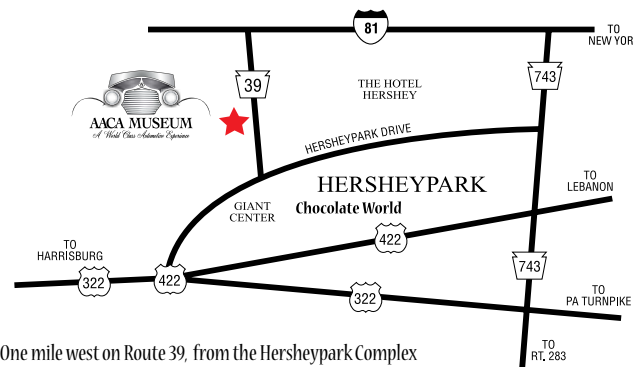 81
TO
NEW YOR
39
743
THE HOTEL
HERSHEY
AACA MUSEUM
A World Class Automotive Experience
HERSHEYPARK DRIVE
HERSHEYPARK
TO
LEBANON
GIANT
CENTER
Chocolate World
422
TO
HARRISBURG
743
322
422
322
TO
PA TURNPIKE
TO
RT. 283
One mile west on Route 39, from the Hersheypark Complex